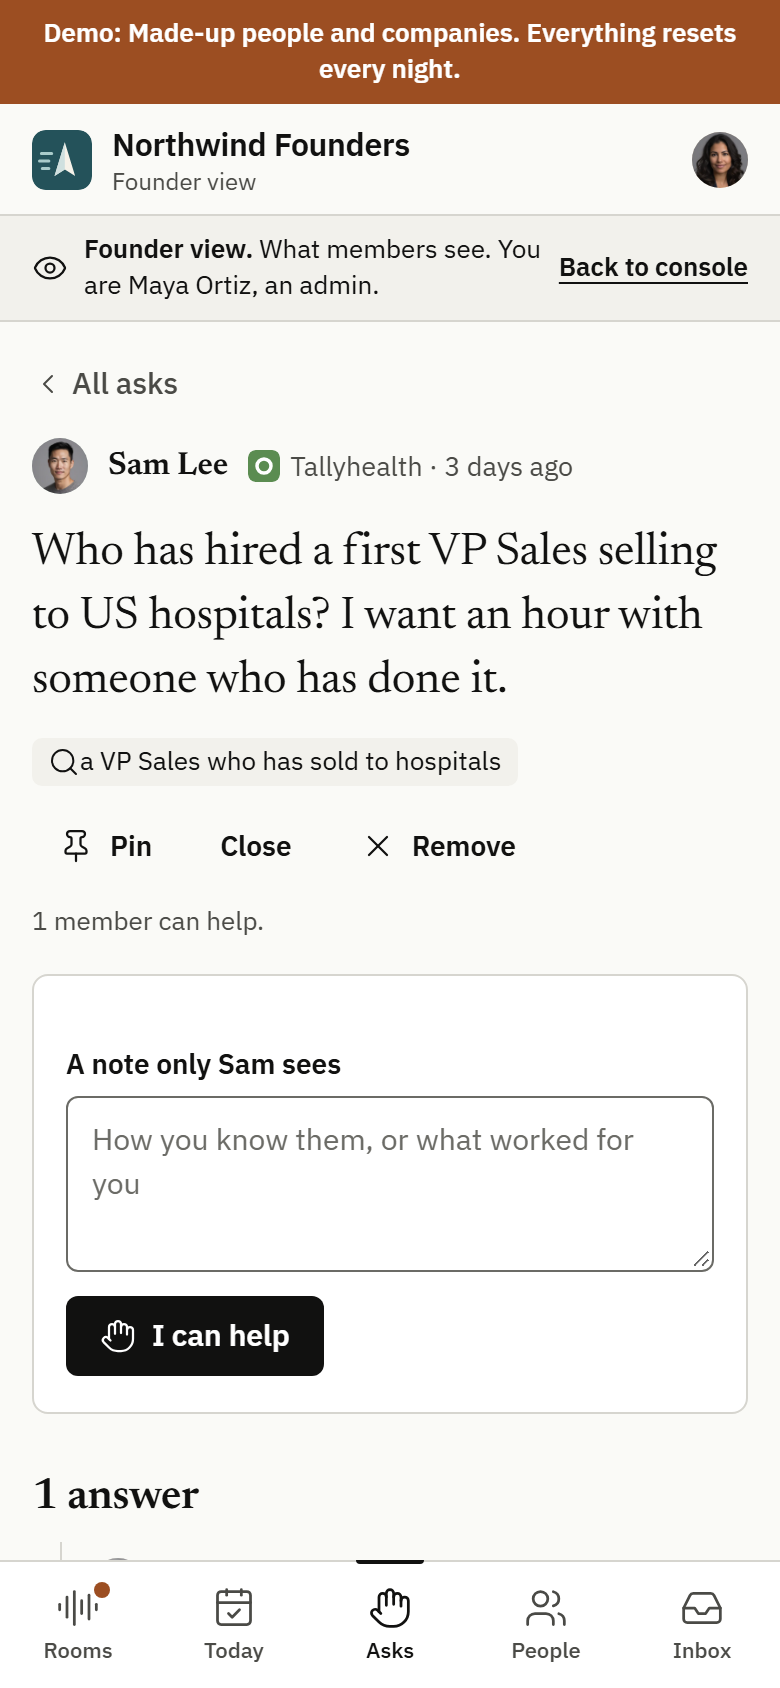 Demo: Made-up people and companies. Everything resets
every night.
Northwind Founders
Founder view
Founder view. What members see. You
are Maya Ortiz, an admin.
Back to console
All asks
Sam Lee
Tallyhealth · 3 days ago
Who has hired a first VP Sales selling
to US hospitals? I want an hour with
someone who has done it.
a VP Sales who has sold to hospitals
Pin
Close
Remove
1 member can help.
A note only Sam sees
How you know them, or what worked for
you
I can help
1 answer
Rooms
Today
Asks
People
Inbox